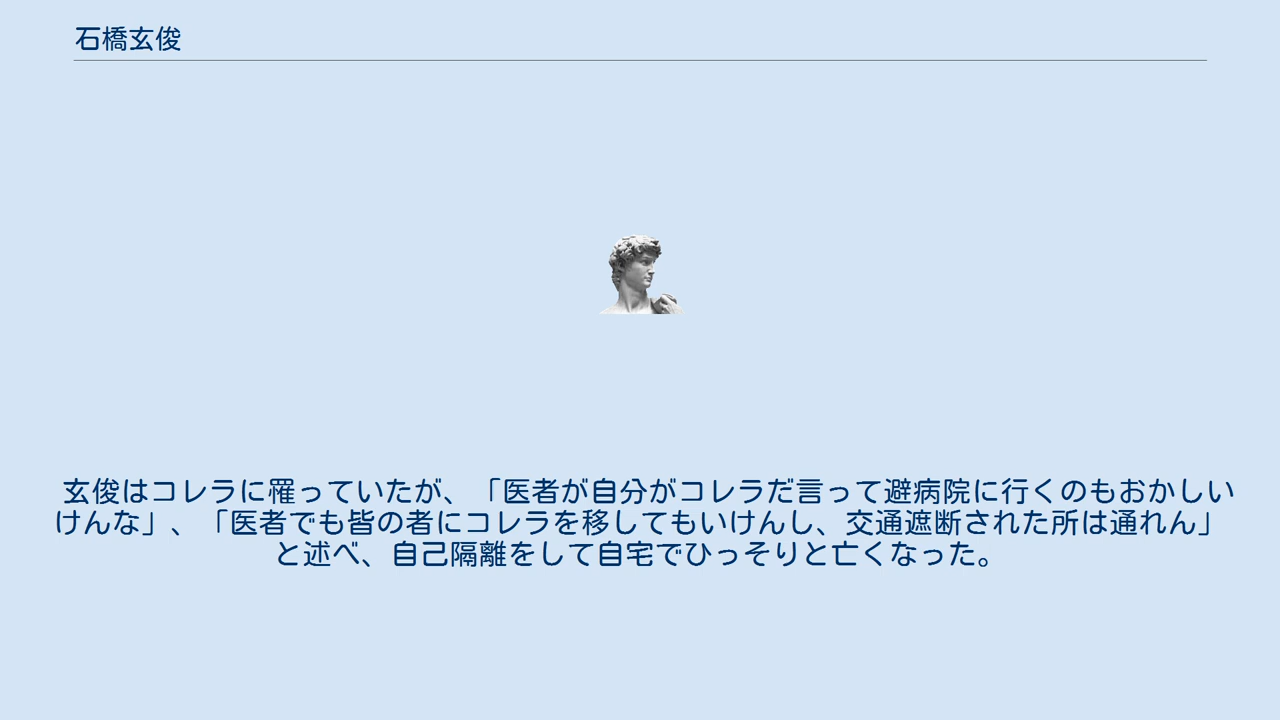 石橋玄俊
玄俊はコレラに罹っていたが、「医者が自分がコレラだ言って避病院に行くのもおかしい
けんな」、「医者でも皆の者にコレラを移してもいけんし、交通遮断された所は通れん」
と述べ、自己隔離をして自宅でひっそりと亡くなった。